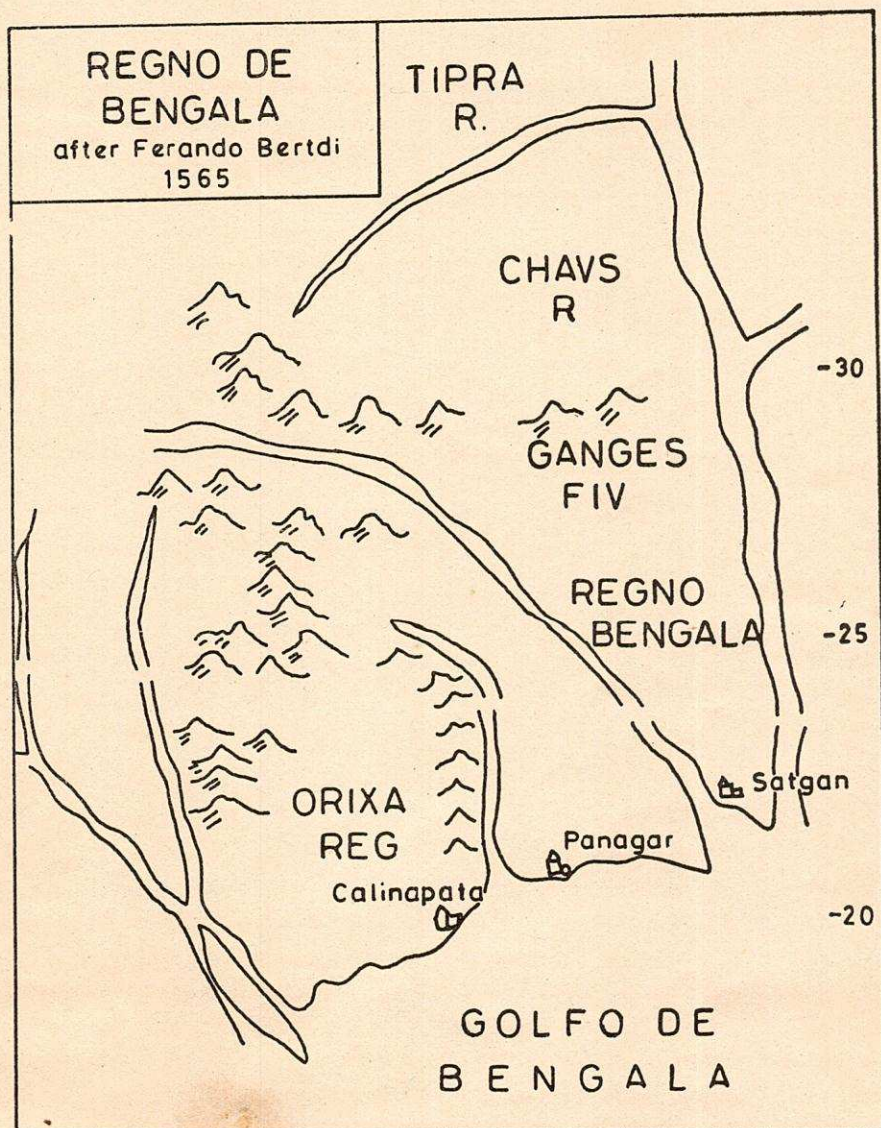 REGNO DE
BENGALA
after Ferando Bertdi
1565
TIPRA
R.
CHAVS
R
-30
GANGES
FIV
REGNO
BENGALA
-25
Satgan
ORIXA
REG
Panagar
Calinapata
-20
GOLFO DE
BENGALA